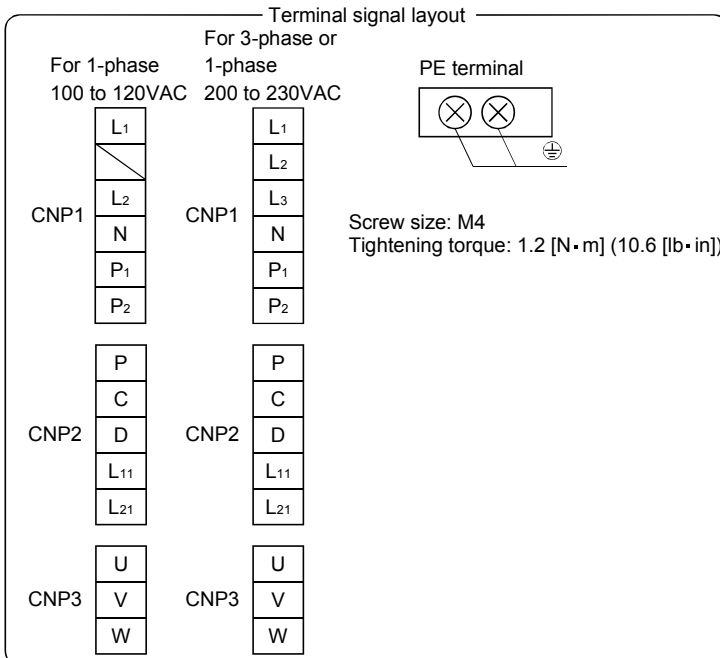 Terminal signal layout
For 1-phase
100 to 120VAC
For 3-phase or
1-phase
200 to 230VAC
PE terminal
CNP1
L1
L2
N
P1
P2
CNP1
L1
L2
L3
N
P1
P2
Screw size: M4
Tightening torque: 1.2 [N▪m] (10.6 [lb▪in])
CNP2
P
C
D
L11
L21
CNP2
P
C
D
L11
L21
CNP3
U
V
W
CNP3
U
V
W